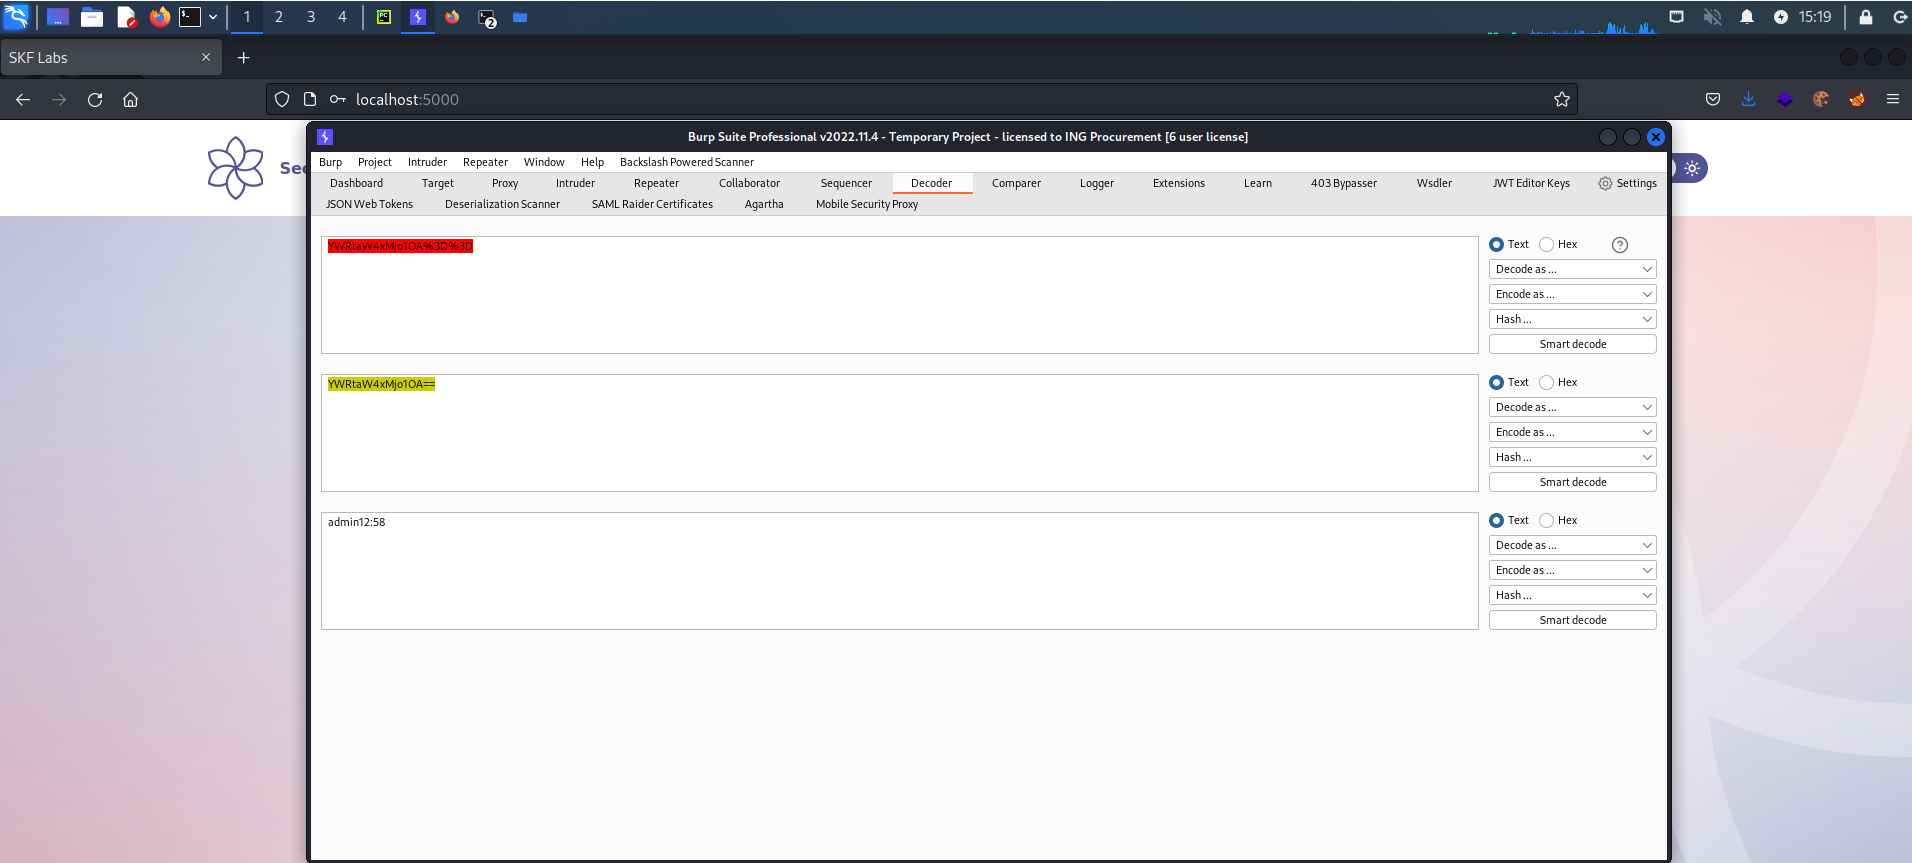 1 2 3 4 2 15:19
SKF Labs
localhost:5000
Burp Suite Professional v2022.11.4 - Temporary Project - licensed to ING Procurement [6 user license]
Burp Project Intruder Repeater Window Help Backslash Powered Scanner
Dashboard Target Proxy Intruder Repeater Collaborator Sequencer Decoder Comparer Logger Extensions Learn 403 Bypasser Wsdler JWT Editor Keys Settings
JSON Web Tokens Deserialization Scanner SAML Raider Certificates Agartha Mobile Security Proxy
YWRtaW4xMjo1OA%3D%3D
Text Hex ?
Decode as ...
Encode as ...
Hash ...
Smart decode
YWRtaW4xMjo1OA==
Text Hex
Decode as ...
Encode as ...
Hash ...
Smart decode
admin12:58
Text Hex
Decode as ...
Encode as ...
Hash ...
Smart decode